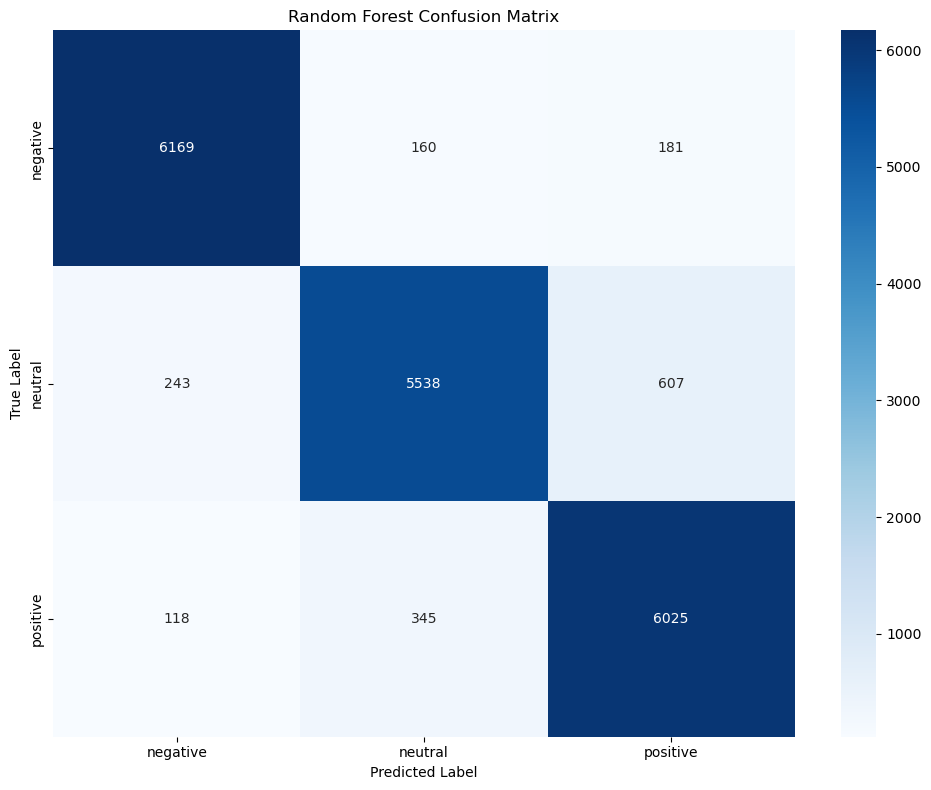 Random Forest Confusion Matrix
negative
6169
160
181
6000
5000
4000
3000
2000
1000
True Label
neutral
243
5538
607
positive
118
345
6025
negative
neutral
positive
Predicted Label